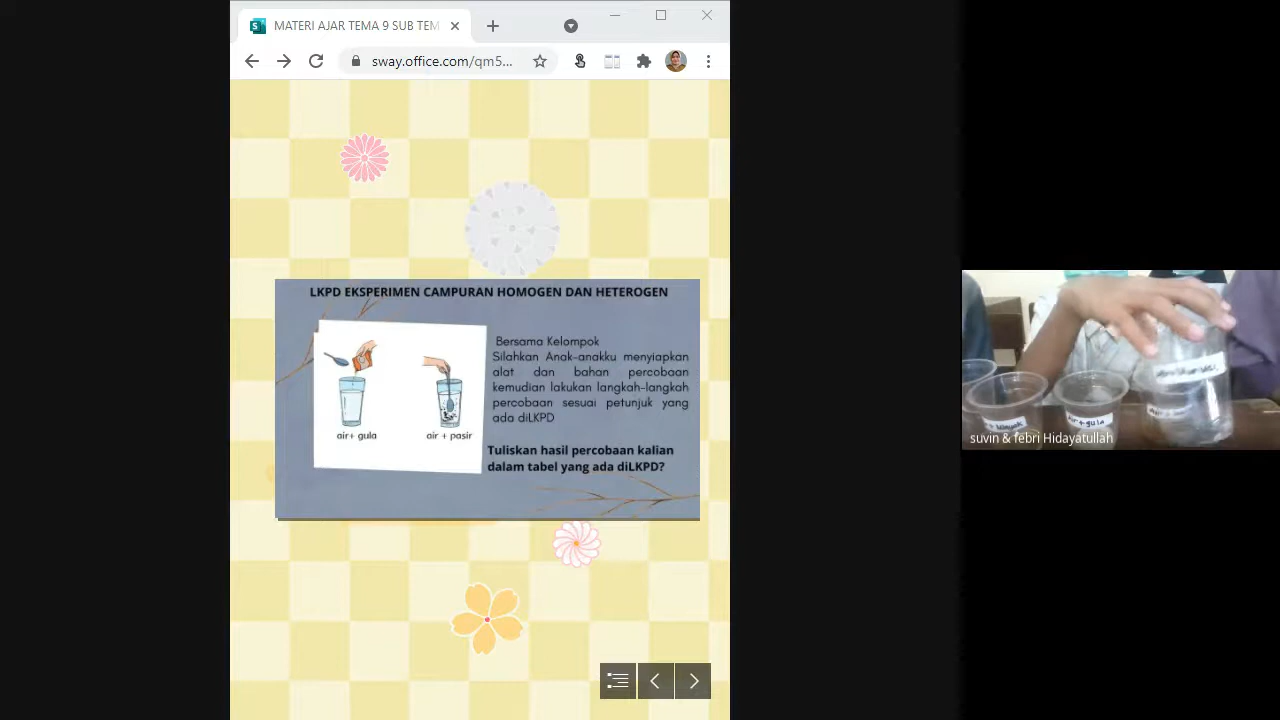 MATERI AJAR TEMA 9 SUB TEM
sway.office.com/qm5...
LKPD EKSPERIMEN CAMPURAN HOMOGEN DAN HETEROGEN
air+ gula
air + pasir
Bersama Kelompok
Silahkan Anak-anakku menyiapkan
alat dan bahan percobaan
kemudian lakukan langkah-langkah
percobaan sesuai petunjuk yang
ada diLKPD
Tuliskan hasil percobaan kalian
dalam tabel yang ada diLKPD?
air+gula
suvin & febri Hidayatullah